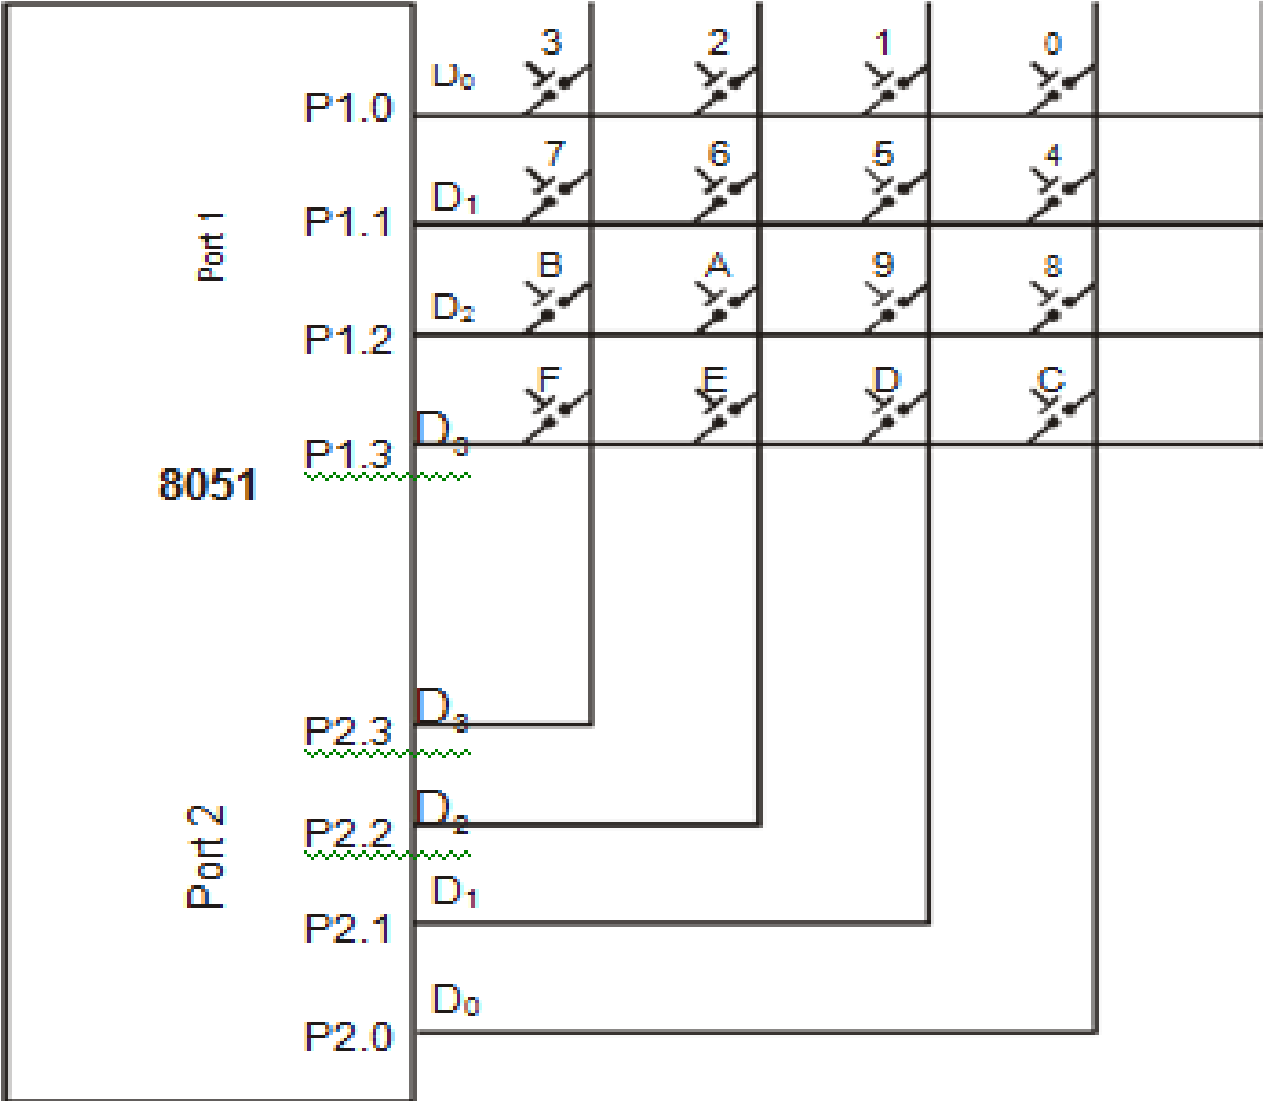 3 2 1 0
D₀
P1.0
7 6 5 4
D₁
P1.1
Port 1
B A 9 8
D₂
P1.2
F E D C
D₃
P1.3
8051
D₃
P2.3
D₂
P2.2
Port 2
D₁
P2.1
D₀
P2.0